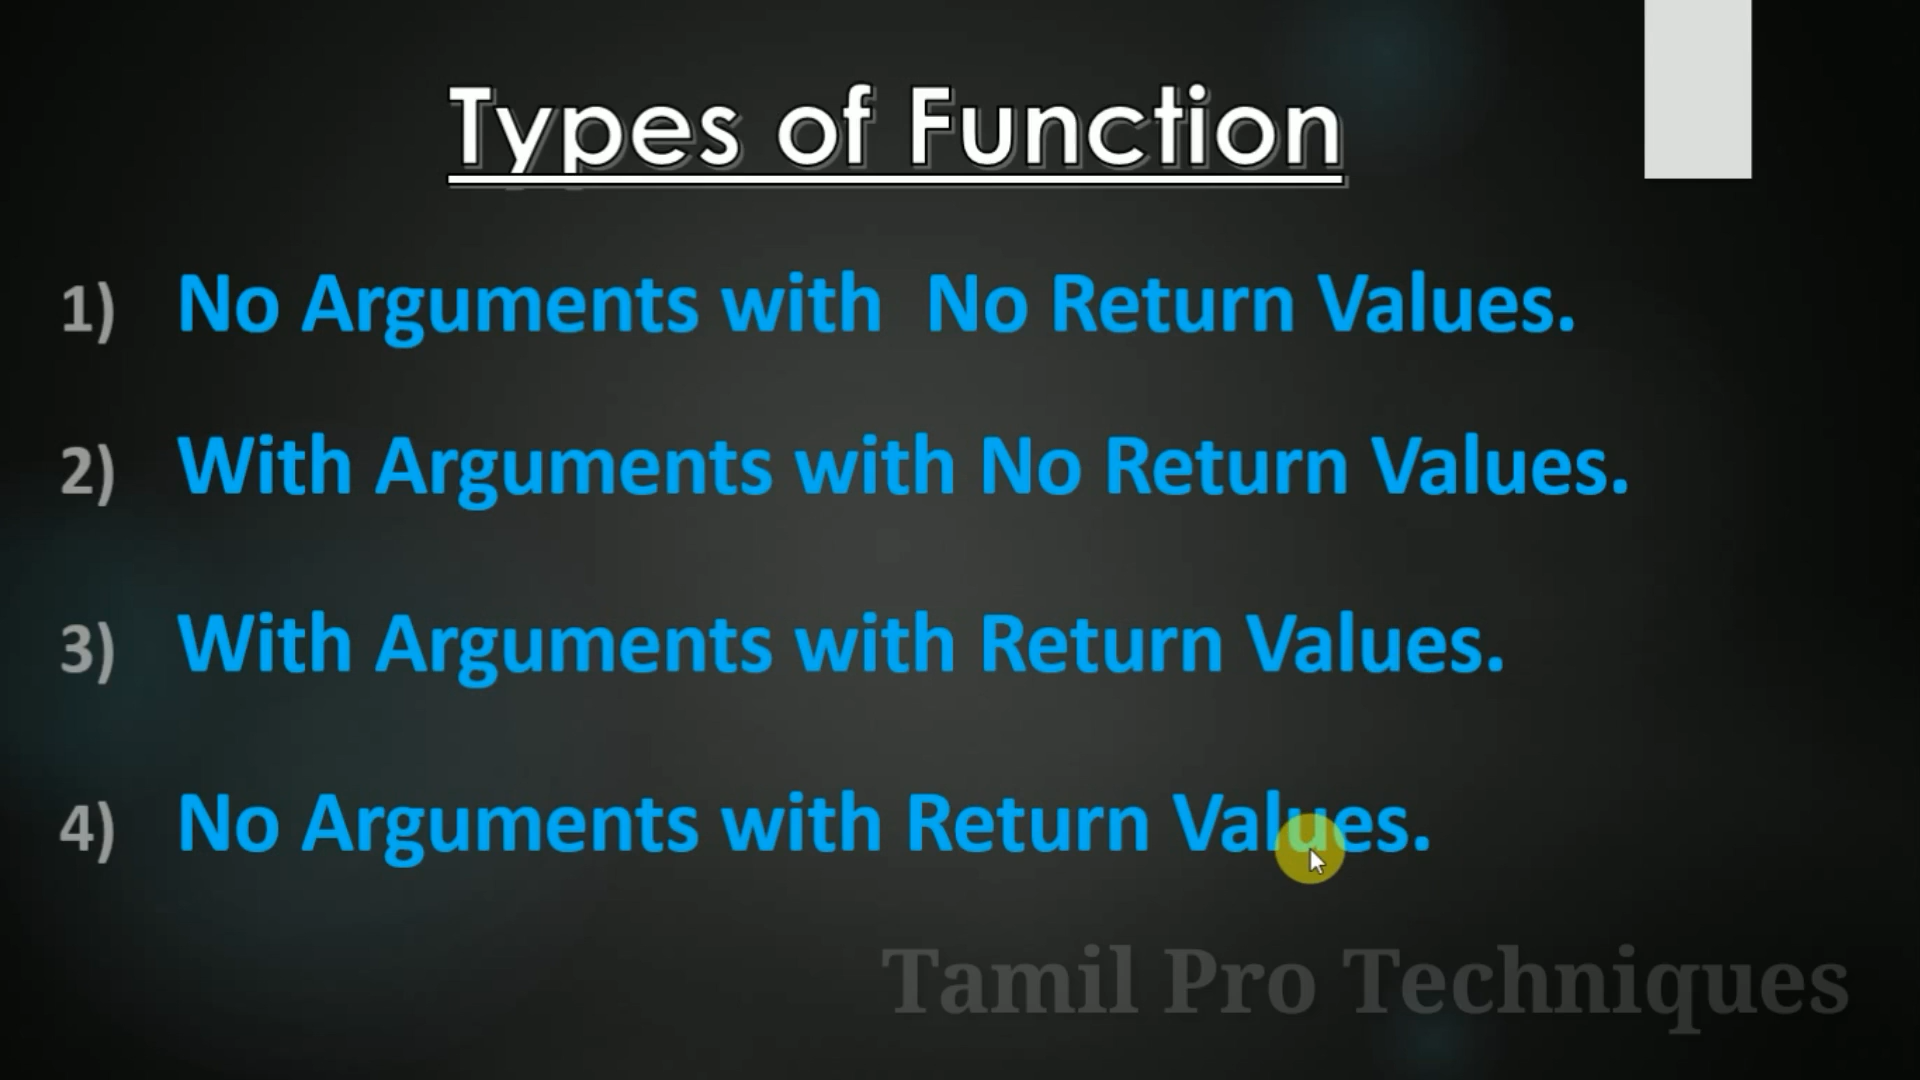 Types of Function
1) No Arguments with No Return Values.
2) With Arguments with No Return Values.
3) With Arguments with Return Values.
4) No Arguments with Return Values.
Tamil Pro Techniques